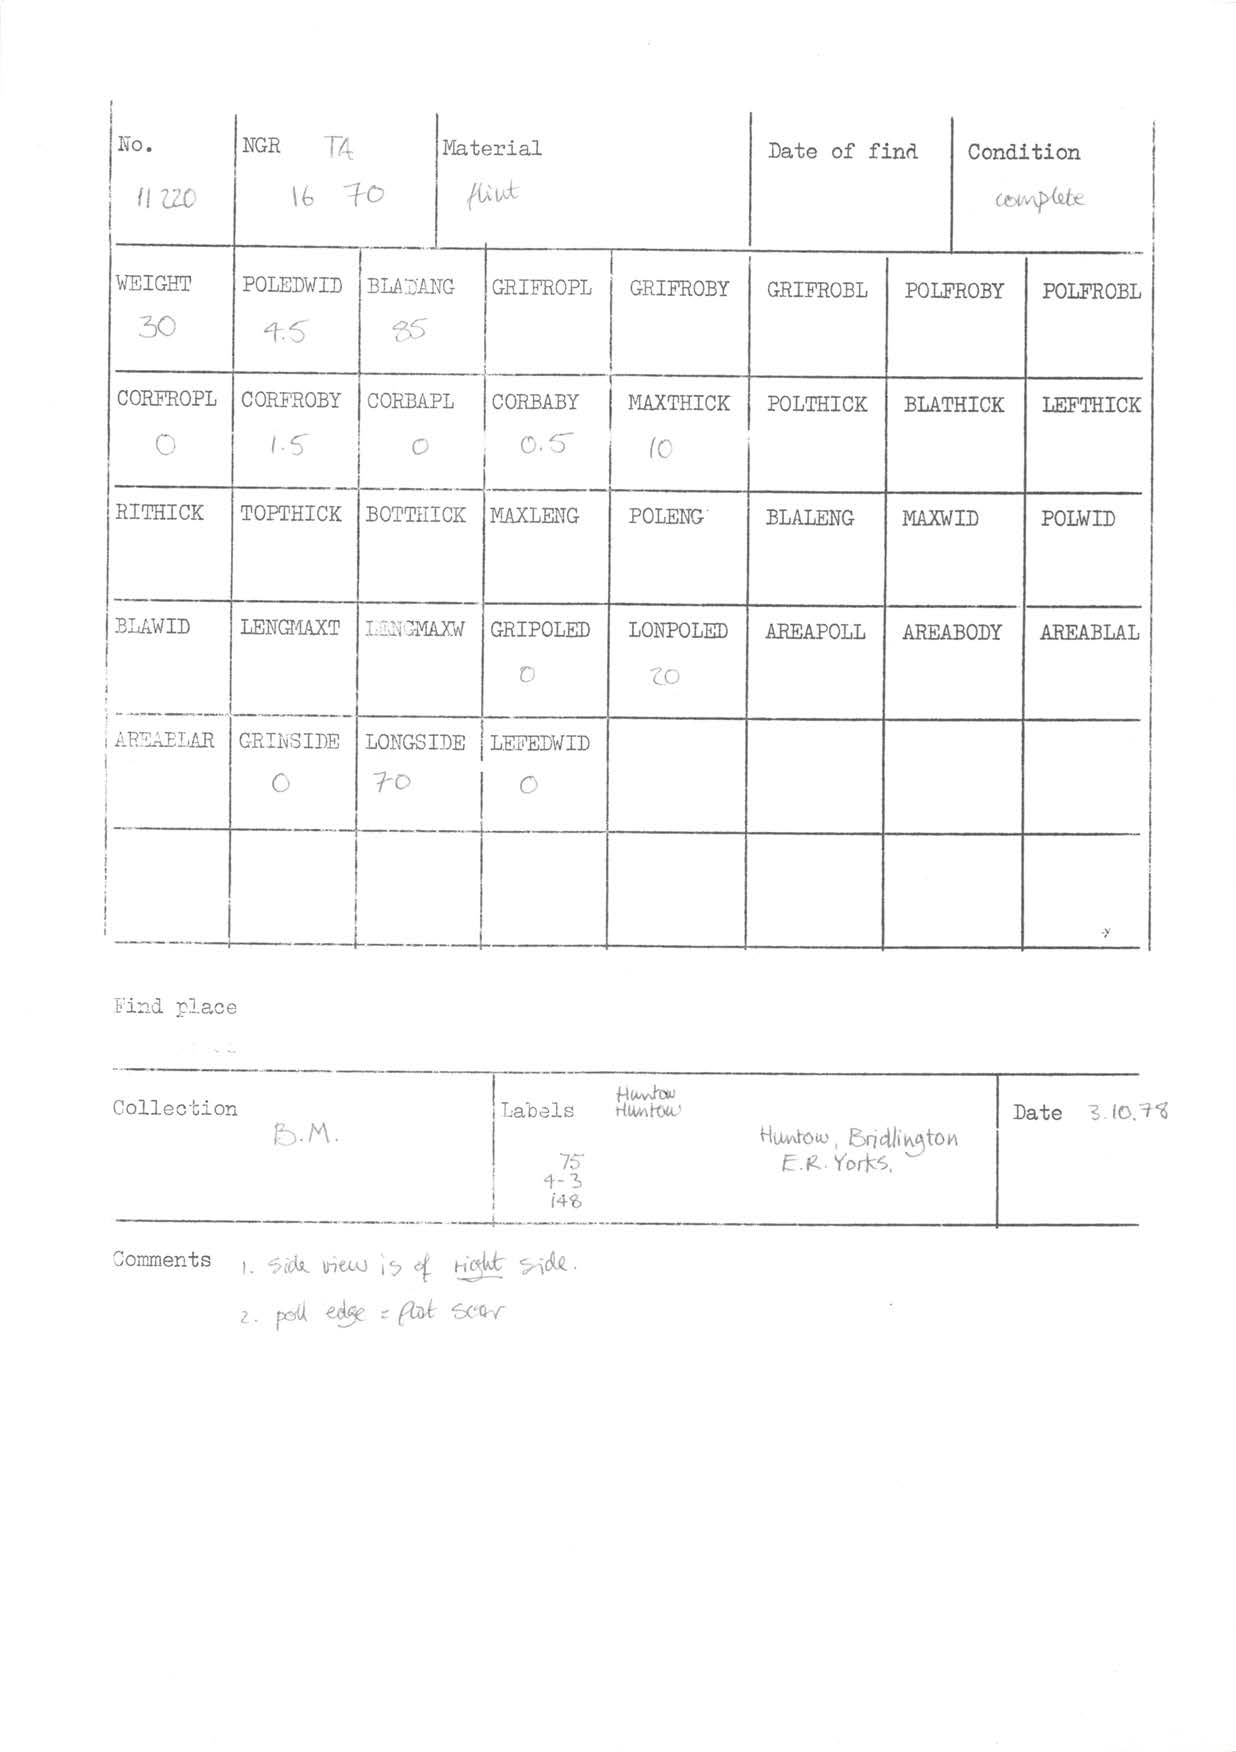 No. NGR TA Material Date of find Condition
11220 16 70 flint complete
WEIGHT POLEDWID BLADANG GRIFROPL GRIFROBY GRIFROBL POLFROBY POLFROBL
30 4.5 85
CORFROPL CORFROBY CORBAPL CORBABY MAXTHICK POLTHICK BLATHICK LEFTHICK
0 1.5 0 0.5 10
RITHICK TOPTHICK BOTTHICK MAXLENG POLENG BLALENG MAXWID POLWID
BLAWID LENGMAXT LENGMAXW GRIPOLED LONPOLED AREAPOLL AREABODY AREABLAL
0 20
AREABLAR GRINSIDE LONGSIDE LEFEDWID
0 70 0
Find place
Collection B.M.
Labels Huntow
Huntow
Huntow, Bridlington
E.R. Yorks.
75
4-3
148
Date 3.10.78
Comments 1. Side view is of right side.
2. poll edge = flat scar